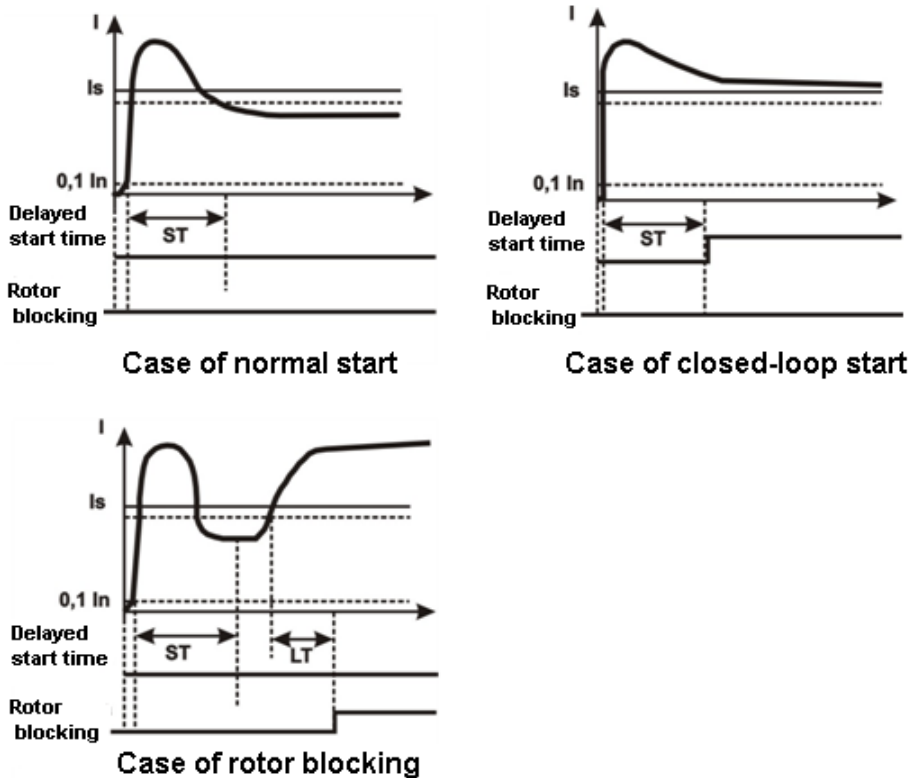 I
Is
0,1 In
Delayed
start time
ST
Rotor
blocking
Case of normal start
I
Is
0,1 In
Delayed
start time
ST
Rotor
blocking
Case of closed-loop start
I
Is
0,1 In
Delayed
start time
ST
LT
Rotor
blocking
Case of rotor blocking